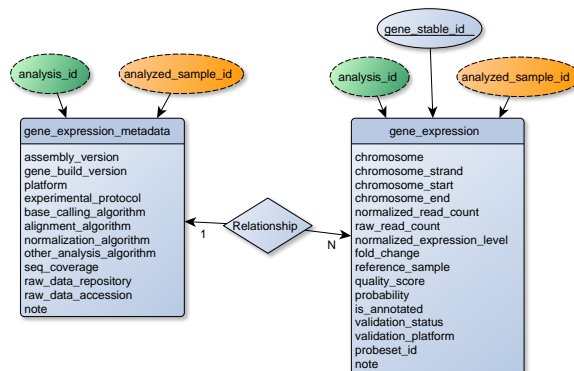 gene_stable_id
analysis_id
analyzed_sample_id
analysis_id
analyzed_sample_id
gene_expression_metadata
assembly_version
gene_build_version
platform
experimental_protocol
base_calling_algorithm
alignment_algorithm
normalization_algorithm
other_analysis_algorithm
seq_coverage
raw_data_repository
raw_data_accession
note
1
Relationship
N
gene_expression
chromosome
chromosome_strand
chromosome_start
chromosome_end
normalized_read_count
raw_read_count
normalized_expression_level
fold_change
reference_sample
quality_score
probability
is_annotated
validation_status
validation_platform
probeset_id
note